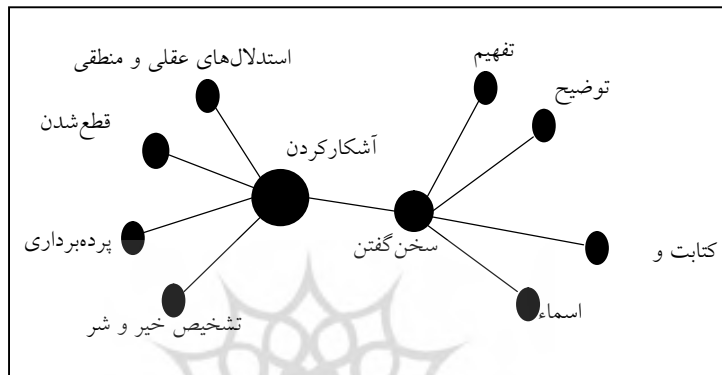 تفهیم
استدلال‌های عقلی و منطقی
توضیح
قطع‌شدن
آشکارکردن
سخن‌گفتن
پرده‌برداری
کتابت و
اسماء
تشخیص خیر و شر